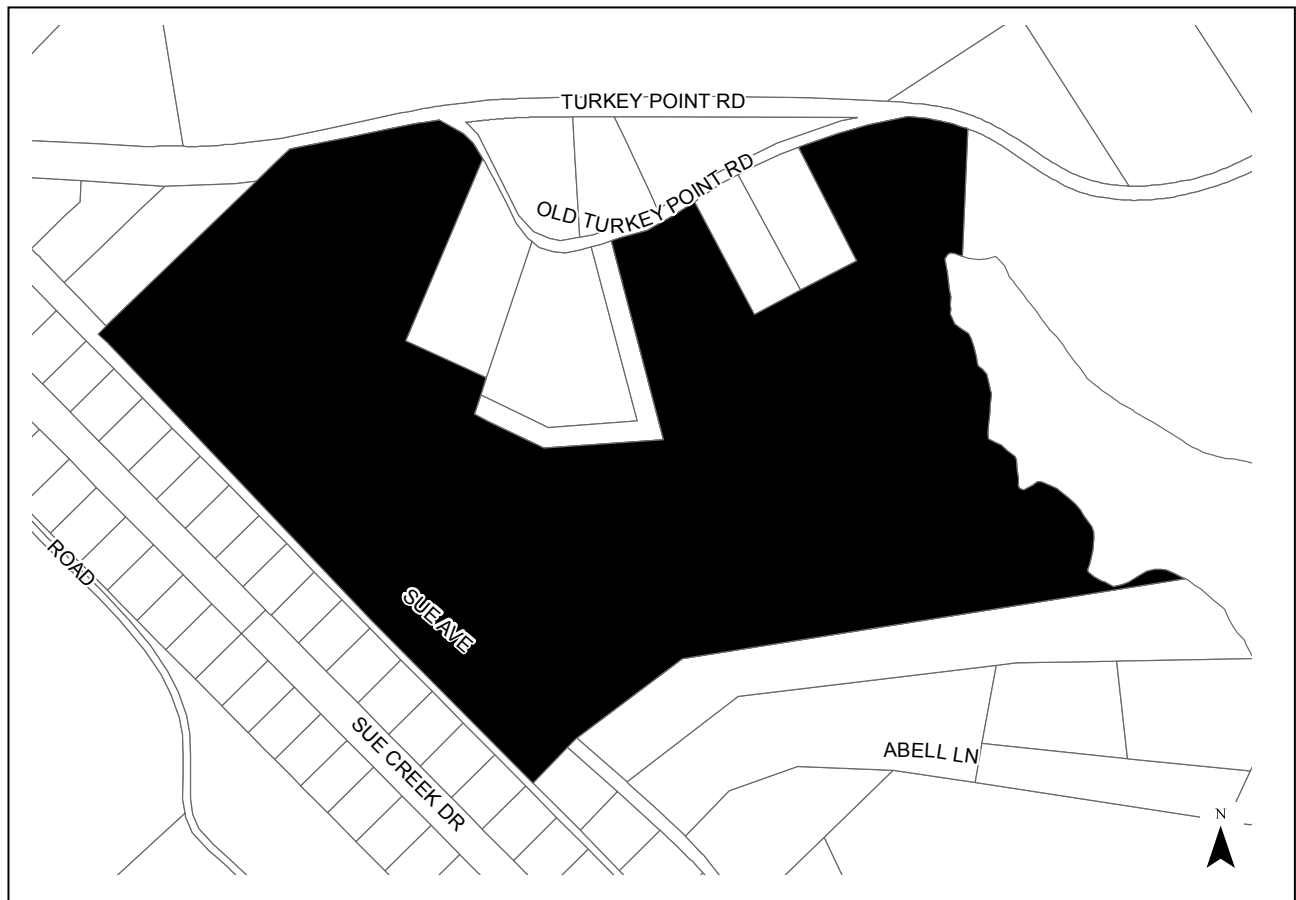 TURKEY POINT RD
OLD TURKEY POINT RD
ROAD
SUE AVE
SUE CREEK DR
ABELL LN
N